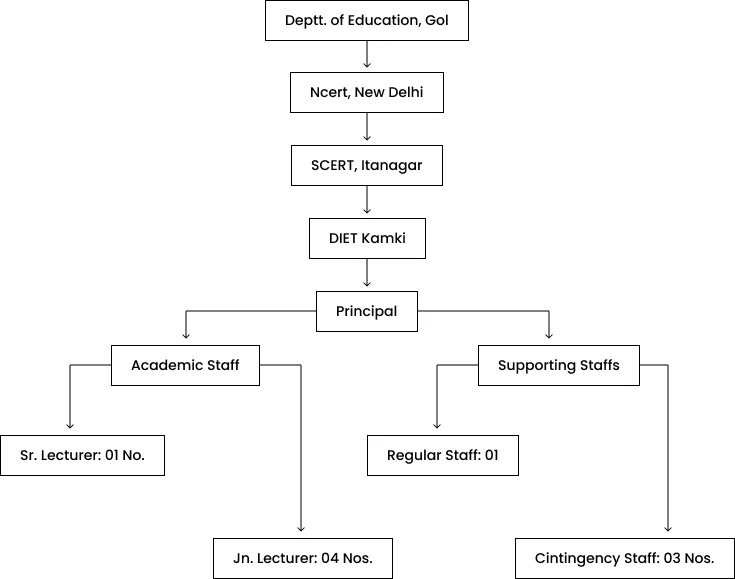 Deptt. of Education, GoI
Ncert, New Delhi
SCERT, Itanagar
DIET Kamki
Principal
Academic Staff
Supporting Staffs
Sr. Lecturer: 01 No.
Regular Staff: 01
Jn. Lecturer: 04 Nos.
Cintingency Staff: 03 Nos.